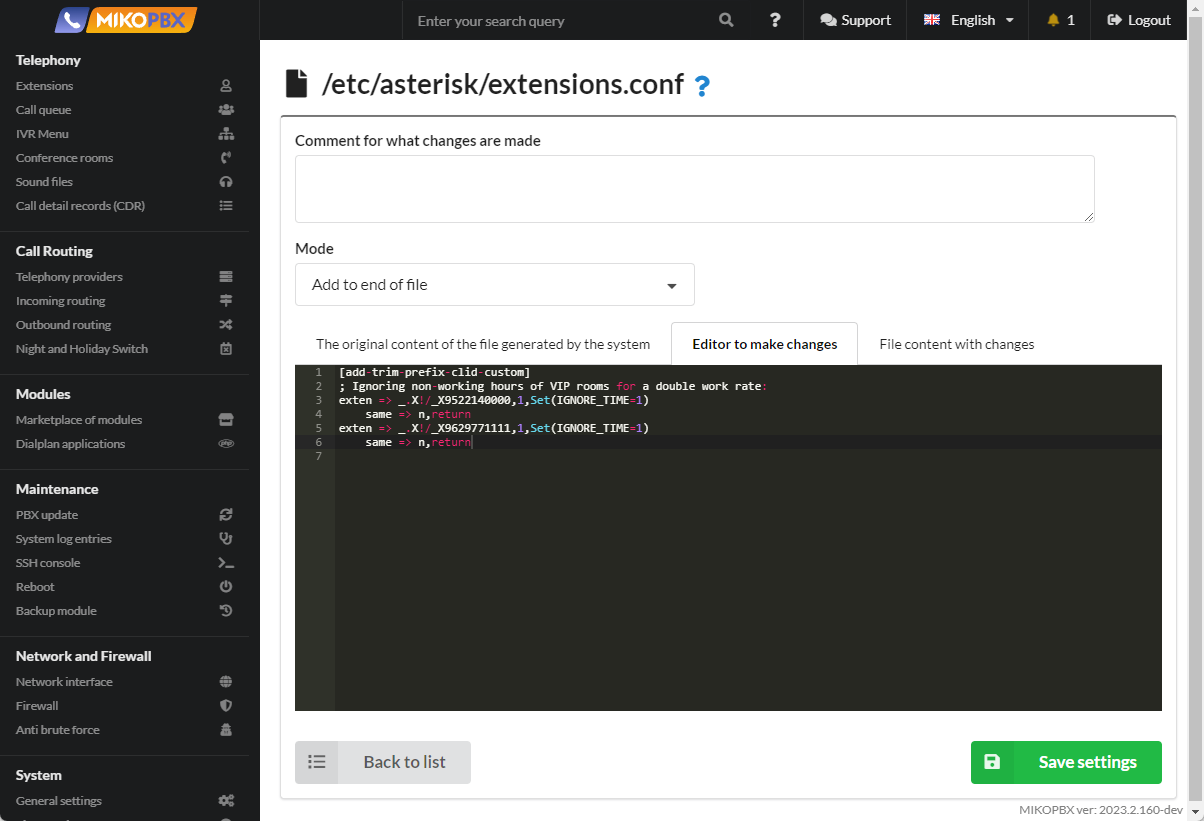 MIKOPBX
Enter your search query
?
Support
English
1
Logout
Telephony
Extensions
Call queue
IVR Menu
Conference rooms
Sound files
Call detail records (CDR)
Call Routing
Telephony providers
Incoming routing
Outbound routing
Night and Holiday Switch
Modules
Marketplace of modules
Dialplan applications
Maintenance
PBX update
System log entries
SSH console
Reboot
Backup module
Network and Firewall
Network interface
Firewall
Anti brute force
System
General settings
/etc/asterisk/extensions.conf ?
Comment for what changes are made
Mode
Add to end of file
The original content of the file generated by the system
Editor to make changes
File content with changes
1 [add-trim-prefix-clid-custom]
2 ; Ignoring non-working hours of VIP rooms for a double work rate:
3 exten => _.X!/_X9522140000,1,Set(IGNORE_TIME=1)
4 same => n,return
5 exten => _.X!/_X9629771111,1,Set(IGNORE_TIME=1)
6 same => n,return
7
Back to list
Save settings
MIKOPBX ver: 2023.2.160-dev